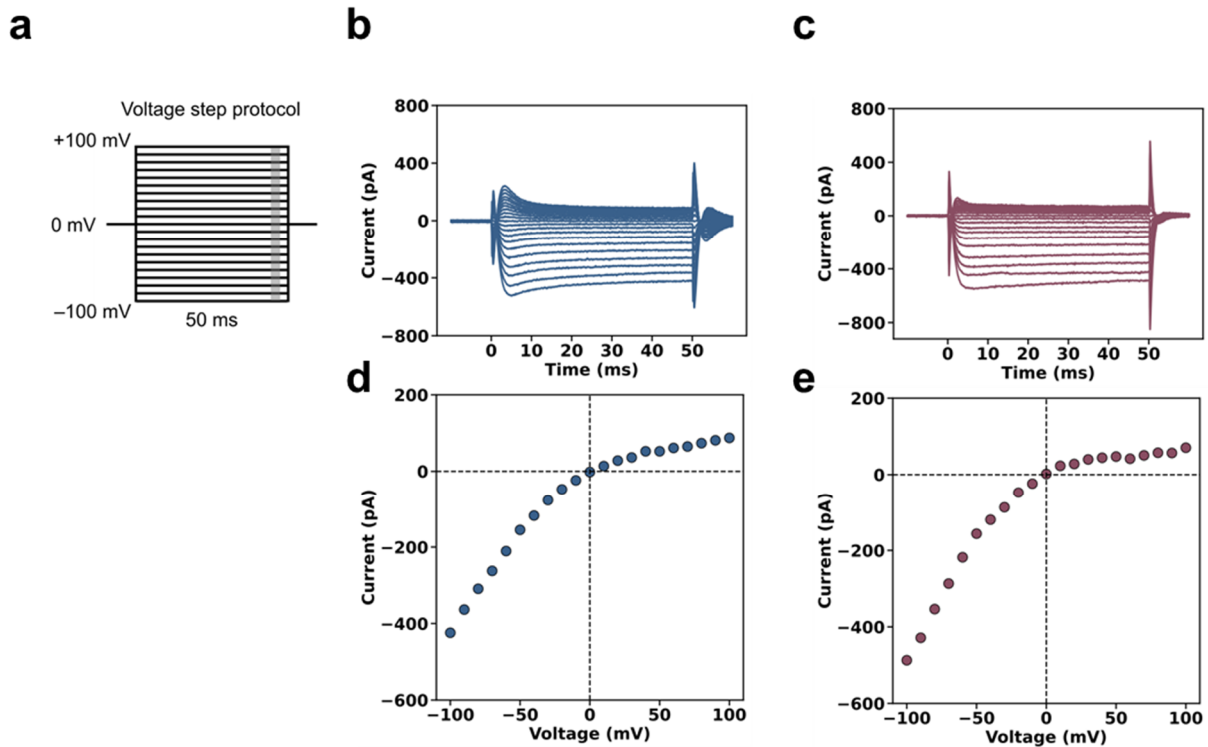 a
Voltage step protocol
+100 mV
0 mV
−100 mV
50 ms
b
800
400
0
−400
−800
Current (pA)
0 10 20 30 40 50
Time (ms)
c
800
400
0
−400
−800
Current (pA)
0 10 20 30 40 50
Time (ms)
d
200
0
−200
−400
−600
Current (pA)
−100 −50 0 50 100
Voltage (mV)
e
200
0
−200
−400
−600
Current (pA)
−100 −50 0 50 100
Voltage (mV)